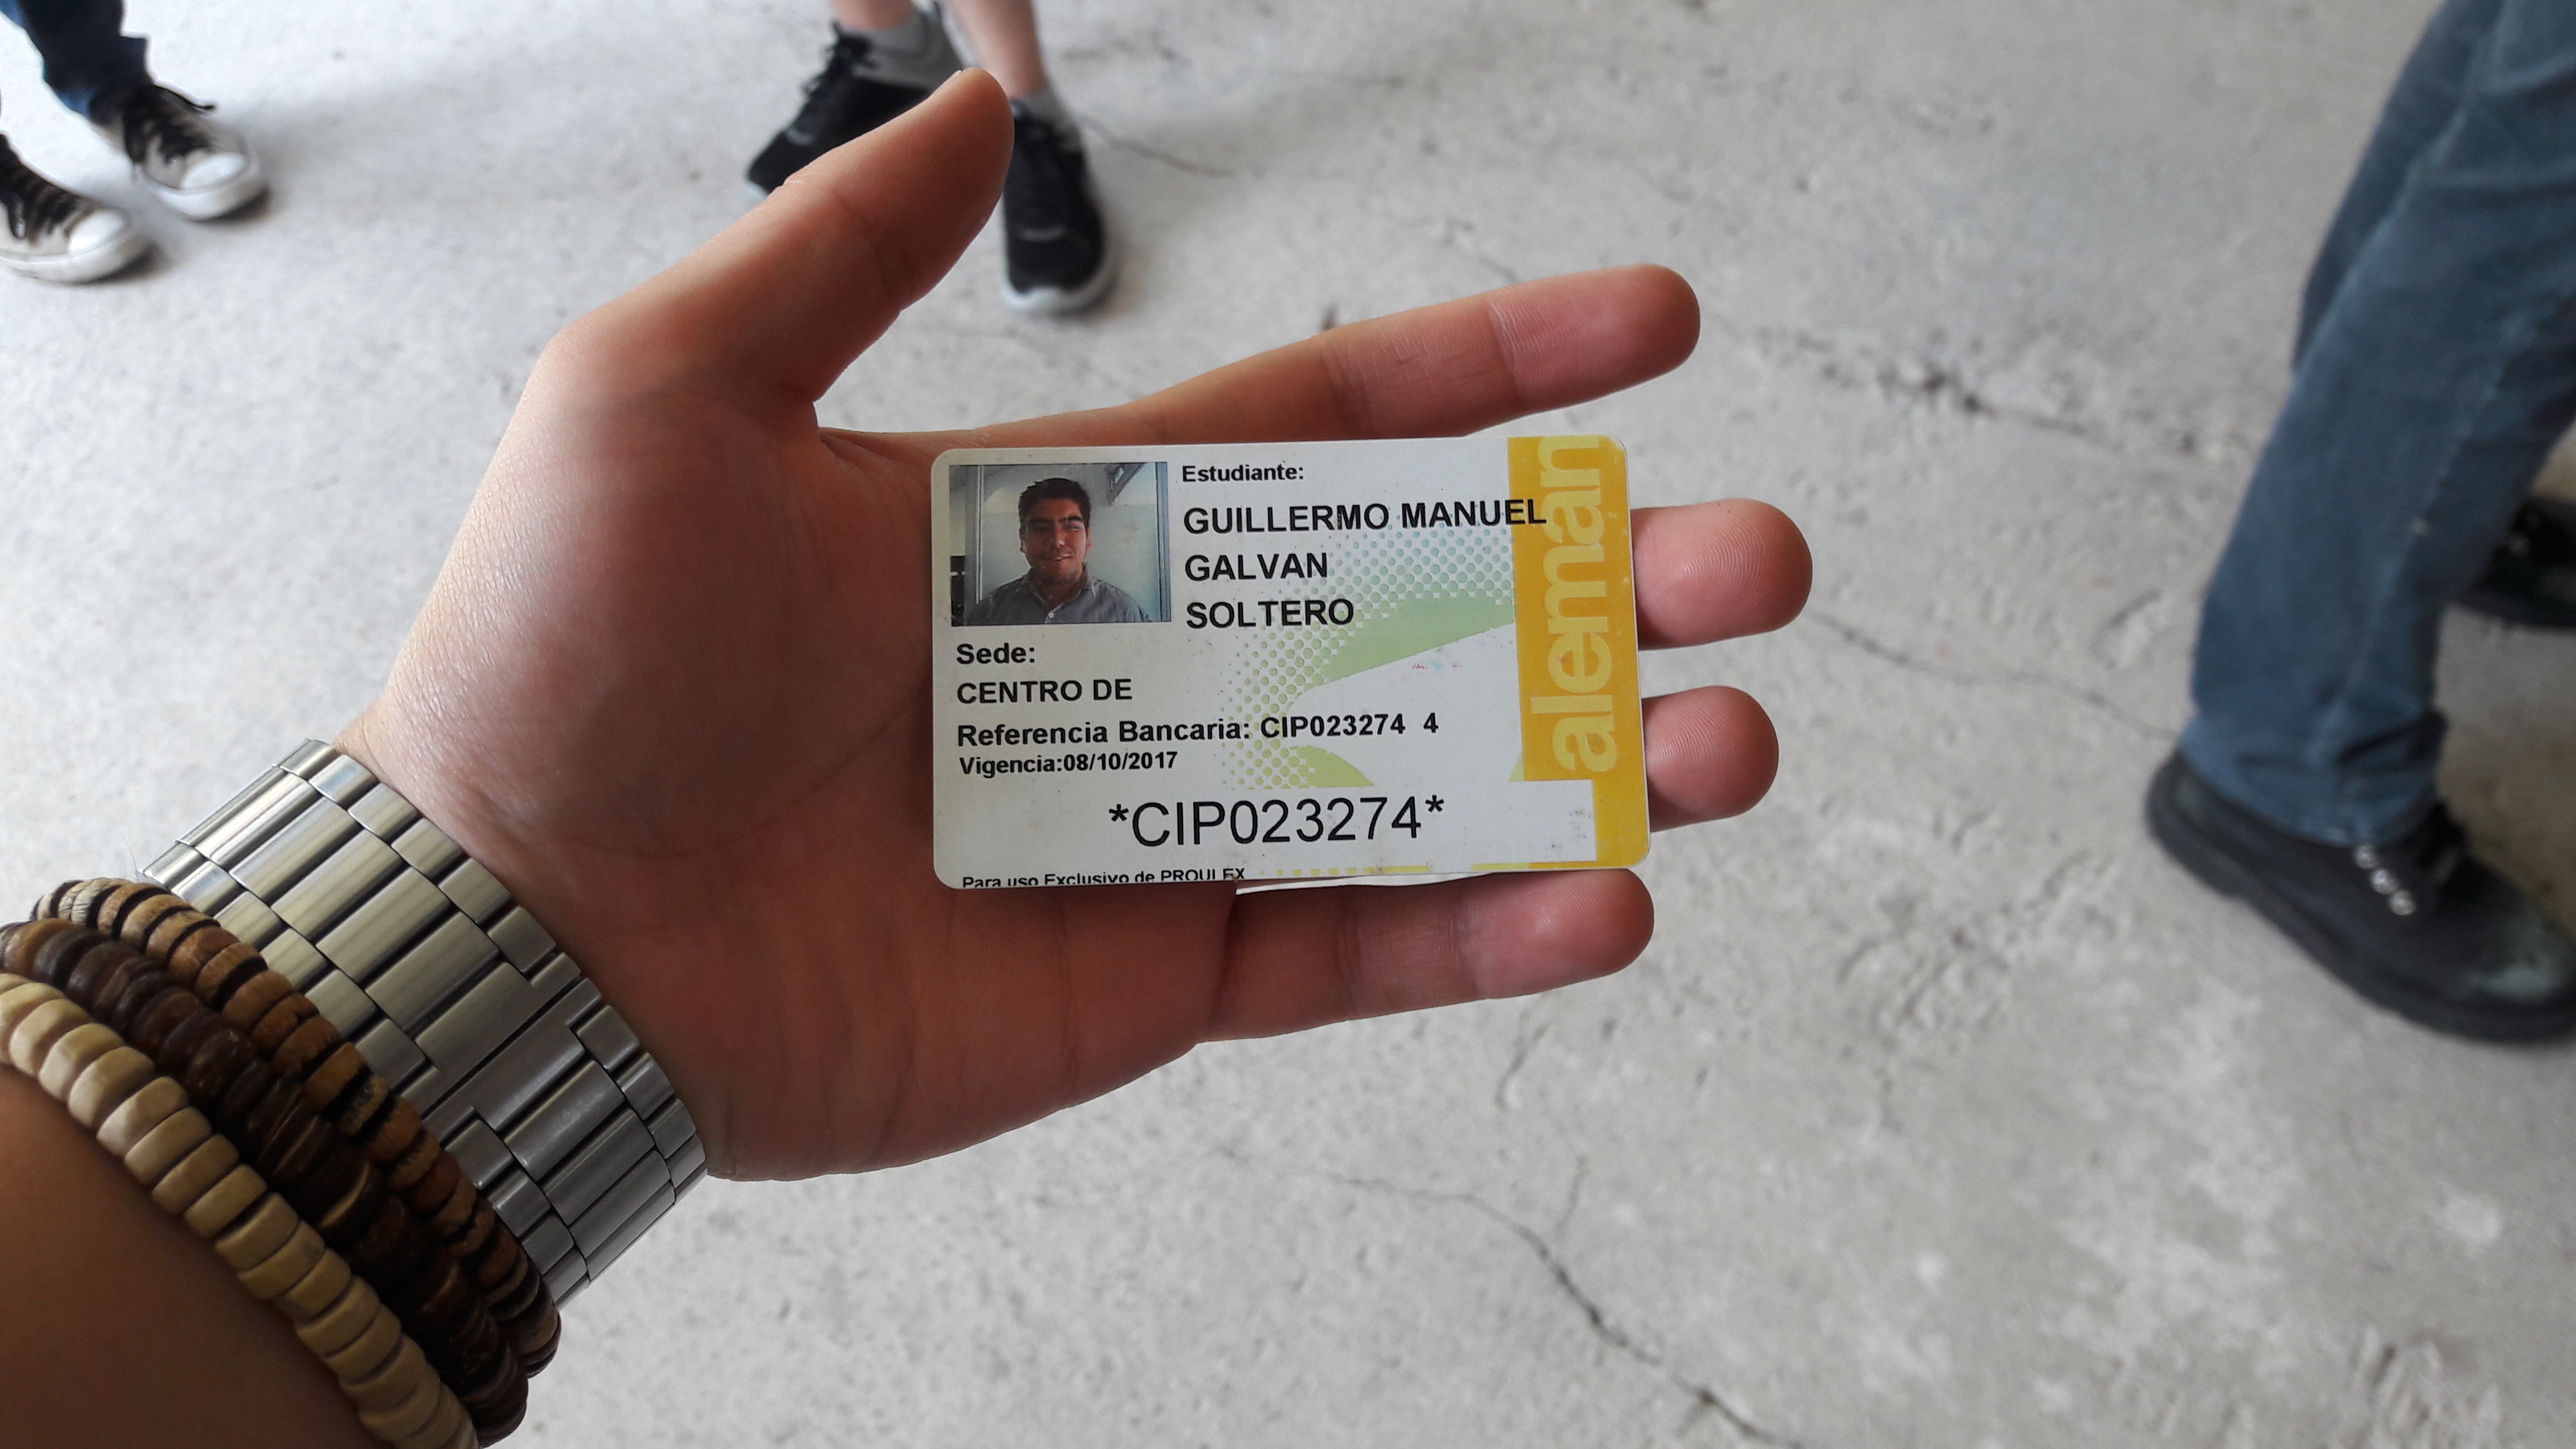 Estudiante:
GUILLERMO MANUEL
GALVAN
SOLTERO
Sede:
CENTRO DE
Referencia Bancaria: CIP023274 4
Vigencia:08/10/2017
*CIP023274*
Para uso Exclusivo de PROULEX
aleman